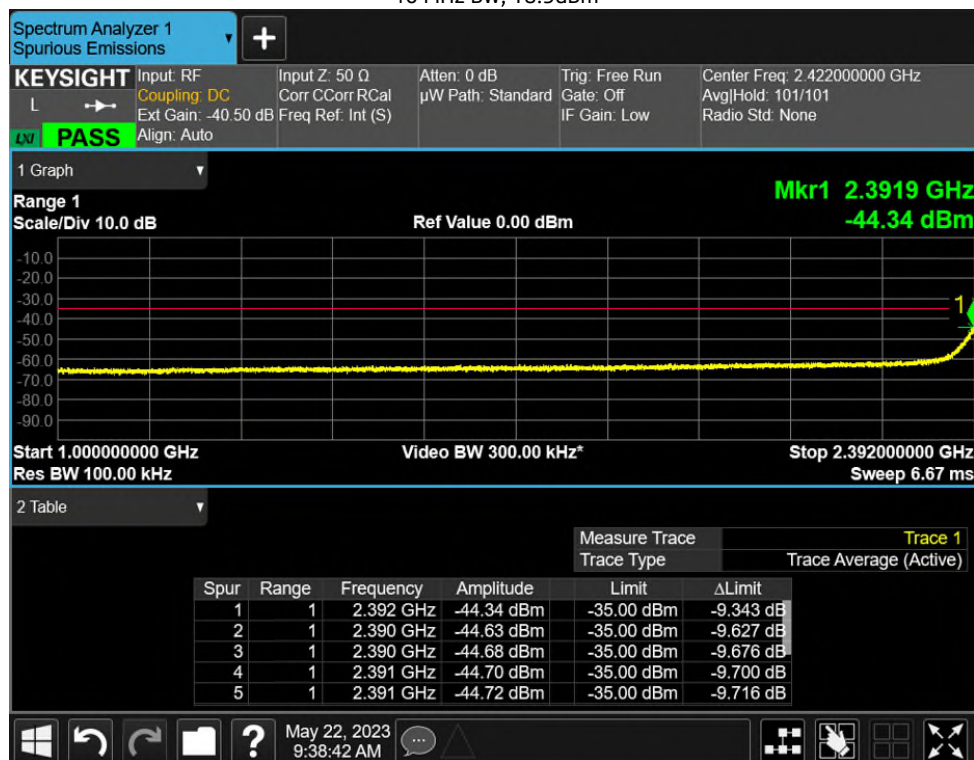 Spectrum Analyzer 1
Spurious Emissions
KEYSIGHT
L
LXI PASS
Input: RF
Coupling: DC
Ext Gain: -40.50 dB
Align: Auto
Input Z: 50 Ω
Corr CCorr RCal
Freq Ref: Int (S)
Atten: 0 dB
µW Path: Standard
Trig: Free Run
Gate: Off
IF Gain: Low
Center Freq: 2.422000000 GHz
Avg|Hold: 101/101
Radio Std: None
1 Graph
Range 1
Scale/Div 10.0 dB
Ref Value 0.00 dBm
Mkr1 2.3919 GHz
-44.34 dBm
-10.0
-20.0
-30.0
-40.0
-50.0
-60.0
-70.0
-80.0
-90.0
1
Start 1.000000000 GHz
Res BW 100.00 kHz
Video BW 300.00 kHz*
Stop 2.392000000 GHz
Sweep 6.67 ms
2 Table
Measure Trace Trace 1
Trace Type Trace Average (Active)
Spur Range Frequency Amplitude Limit ΔLimit
1 1 2.392 GHz -44.34 dBm -35.00 dBm -9.343 dB
2 1 2.390 GHz -44.63 dBm -35.00 dBm -9.627 dB
3 1 2.390 GHz -44.68 dBm -35.00 dBm -9.676 dB
4 1 2.391 GHz -44.70 dBm -35.00 dBm -9.700 dB
5 1 2.391 GHz -44.72 dBm -35.00 dBm -9.716 dB
?
May 22, 2023
9:38:42 AM